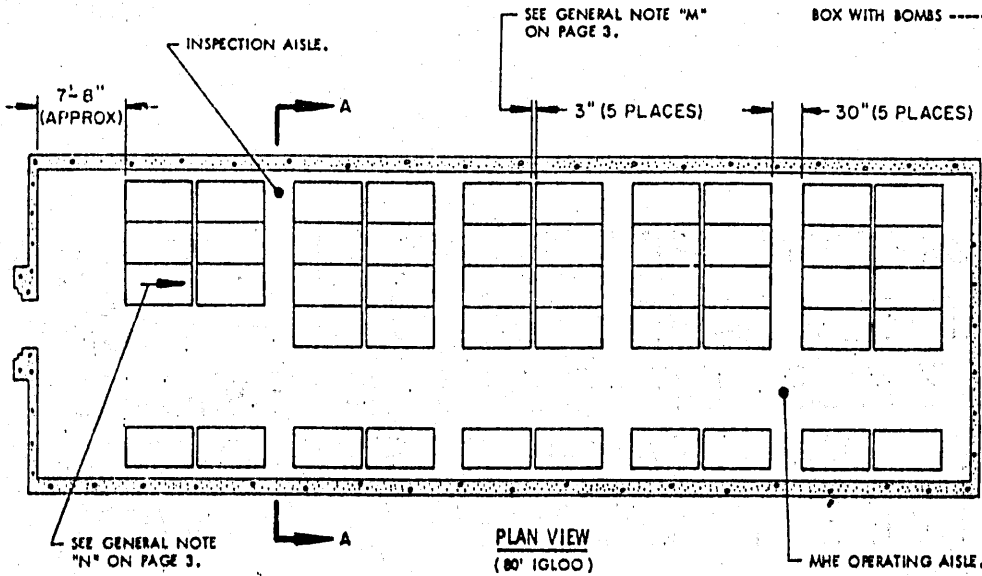 SEE GENERAL NOTE "M"
ON PAGE 3.
BOX WITH BOMBS -----
INSPECTION AISLE.
7'-8"
(APPROX)
A
3" (5 PLACES)
30" (5 PLACES)
SEE GENERAL NOTE
"N" ON PAGE 3.
A
PLAN VIEW
(80' IGLOO)
MHE OPERATING AISLE.